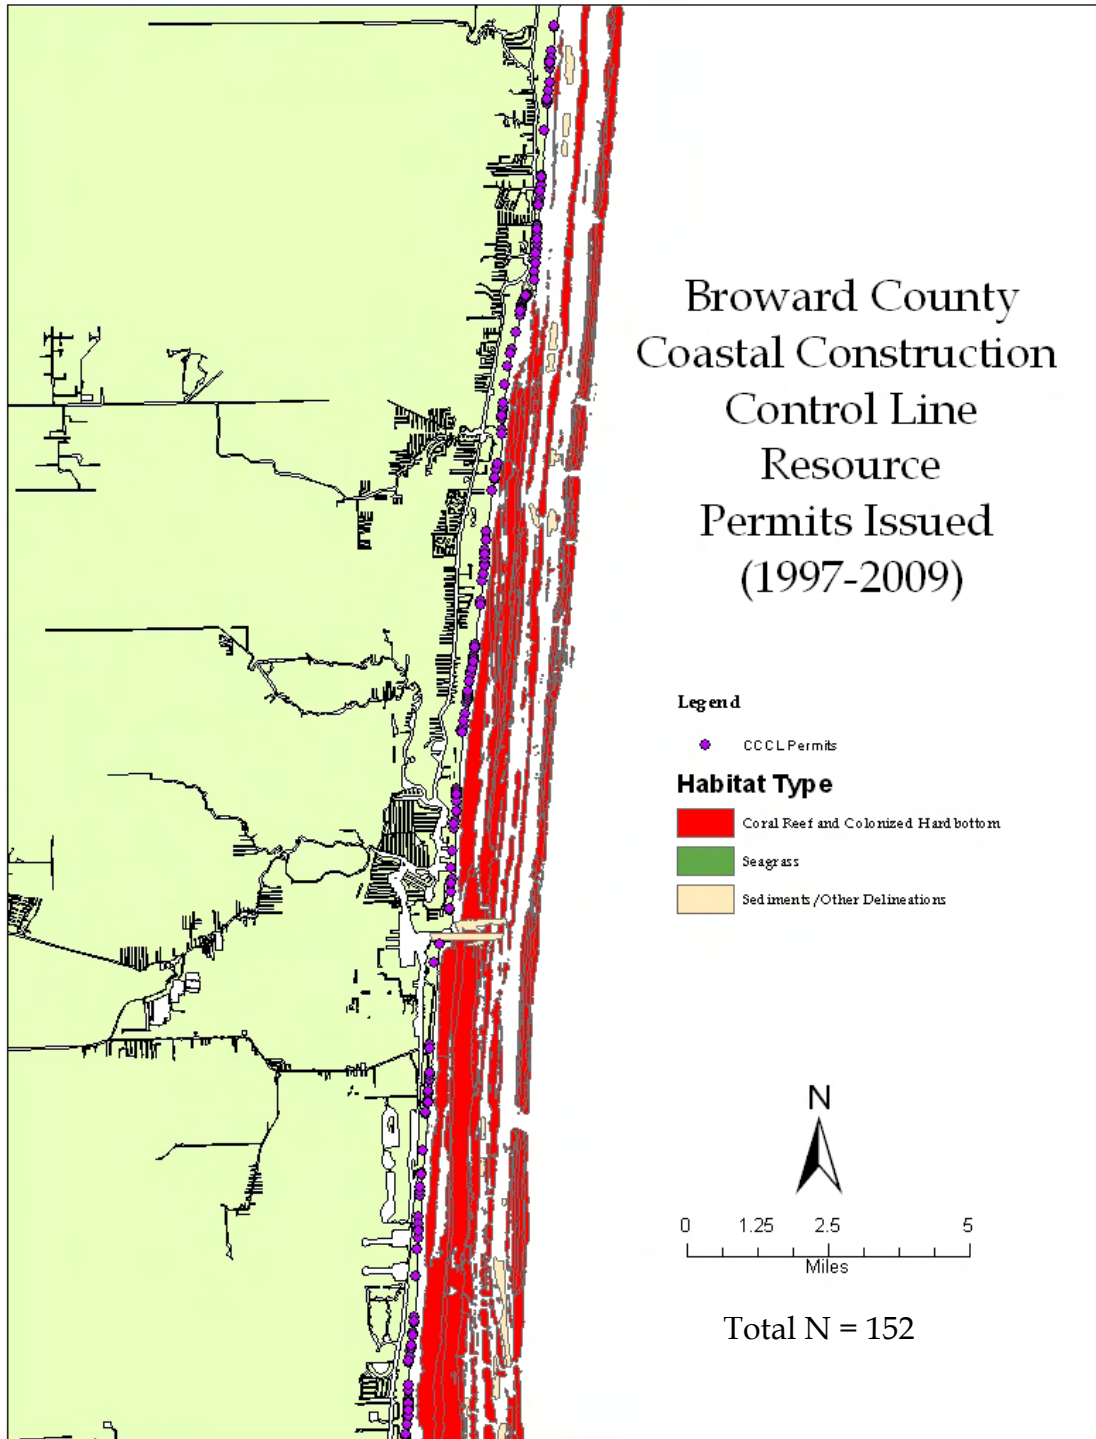 Broward County
Coastal Construction
Control Line
Resource
Permits Issued
(1997-2009)
Legend
CCCL Permits
Habitat Type
Coral Reef and Colonized Hardbottom
Seagrass
Sediments/Other Delineations
N
0 1.25 2.5 5
Miles
Total N = 152